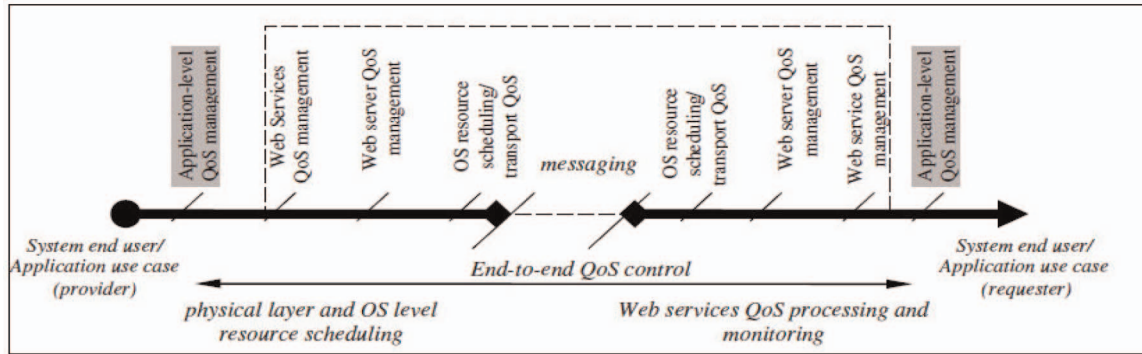 Application-level
QoS management
Web Services
QoS management
Web server QoS
management
OS resource
scheduling/
transport QoS
messaging
OS resource
scheduling/
transport QoS
Web server QoS
management
Web service QoS
management
Application-level
QoS management
System end user/
Application use case
(provider)
End-to-end QoS control
System end user/
Application use case
(requester)
physical layer and OS level
resource scheduling
Web services QoS processing and
monitoring